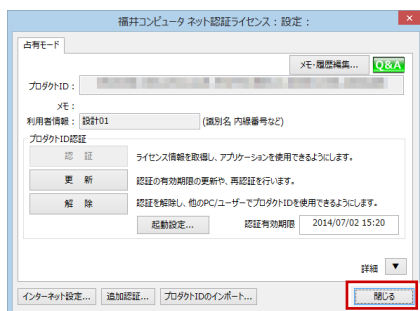 福井コンピュータ ネット認証ライセンス：設定：
占有モード
メモ・履歴編集... Q&A
プロダクトID：
メモ：
利用者情報： 設計01 (識別名 内線番号など)
プロダクトID認証
認　証 ライセンス情報を取得し、アプリケーションを使用できるようにします。
更　新 認証の有効期限の更新や、再認証を行います。
解　除 認証を解除し、他のPC/ユーザーでプロダクトIDを使用できるようにします。
起動設定... 認証有効期限 2014/07/02 15:20
詳細 ▼
インターネット設定... 追加認証... プロダクトIDのインポート... 閉じる